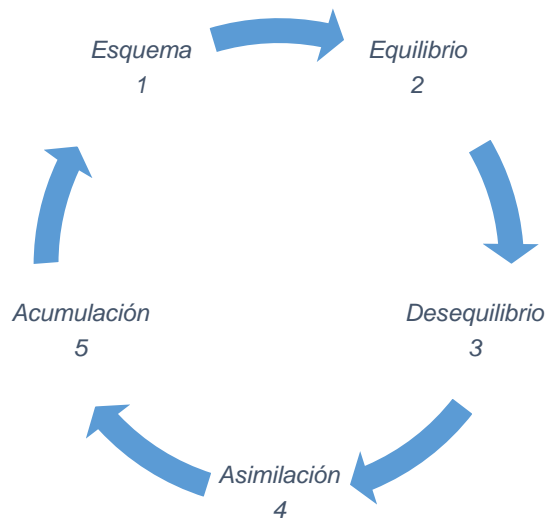 Esquema
1
Equilibrio
2
Desequilibrio
3
Asimilación
4
Acumulación
5